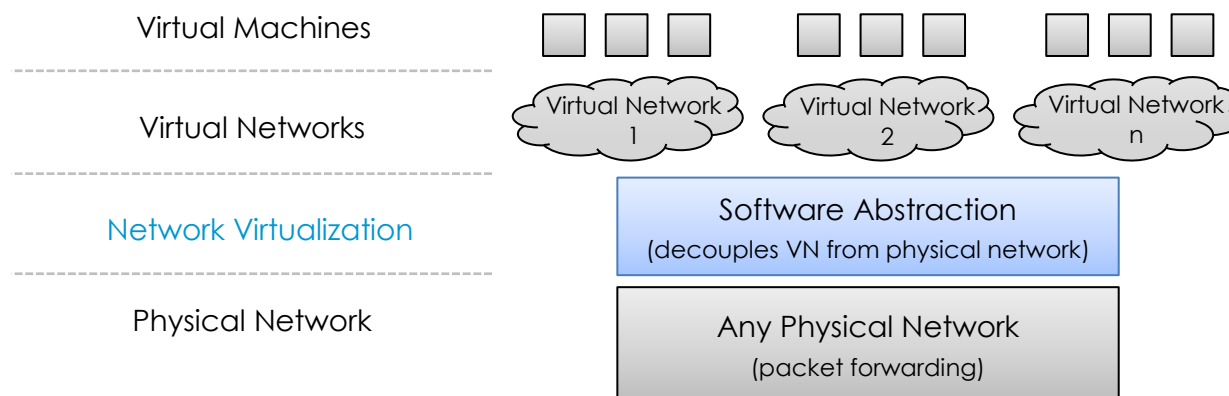 Virtual Machines
Virtual Networks
Virtual Network
1
Virtual Network
2
Virtual Network
n
Network Virtualization
Software Abstraction
(decouples VN from physical network)
Physical Network
Any Physical Network
(packet forwarding)